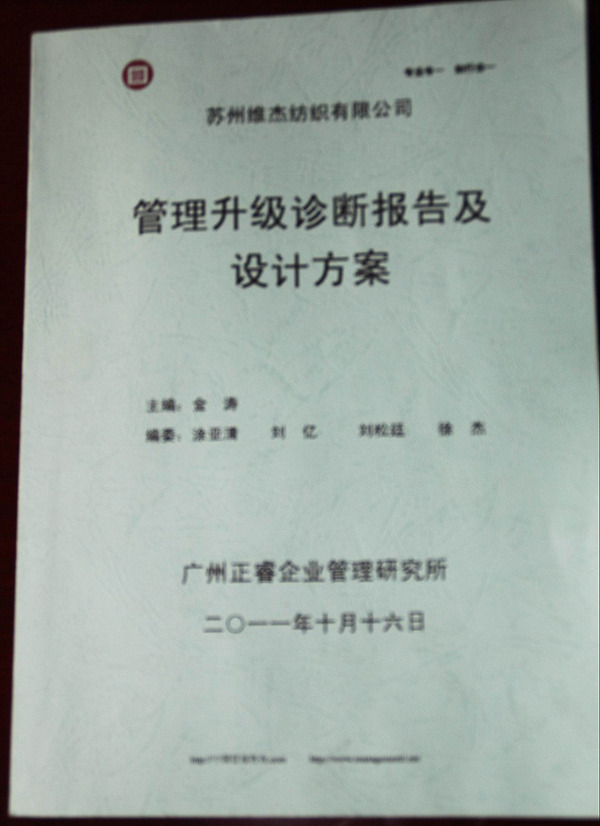 苏州维杰纺织有限公司
管理升级诊断报告及
设计方案
主编：金 涛
编委：涂亚清 刘 亿 刘松廷 徐 杰
广州正睿企业管理研究所
二〇一一年十月十六日